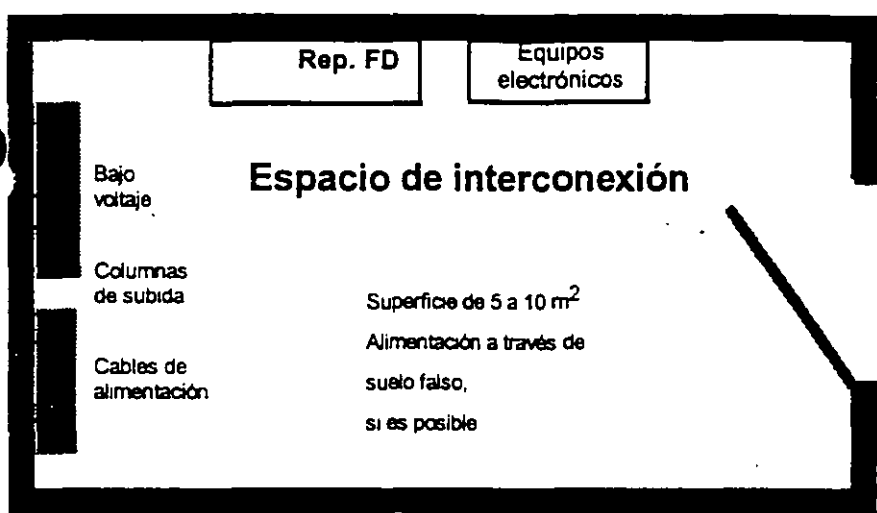 Rep. FD
Equipos
electrónicos
Espacio de interconexión
Bajo
voltaje
Columnas
de subida
Cables de
alimentación
Superficie de 5 a 10 m²
Alimentación a través de
suelo falso,
si es posible